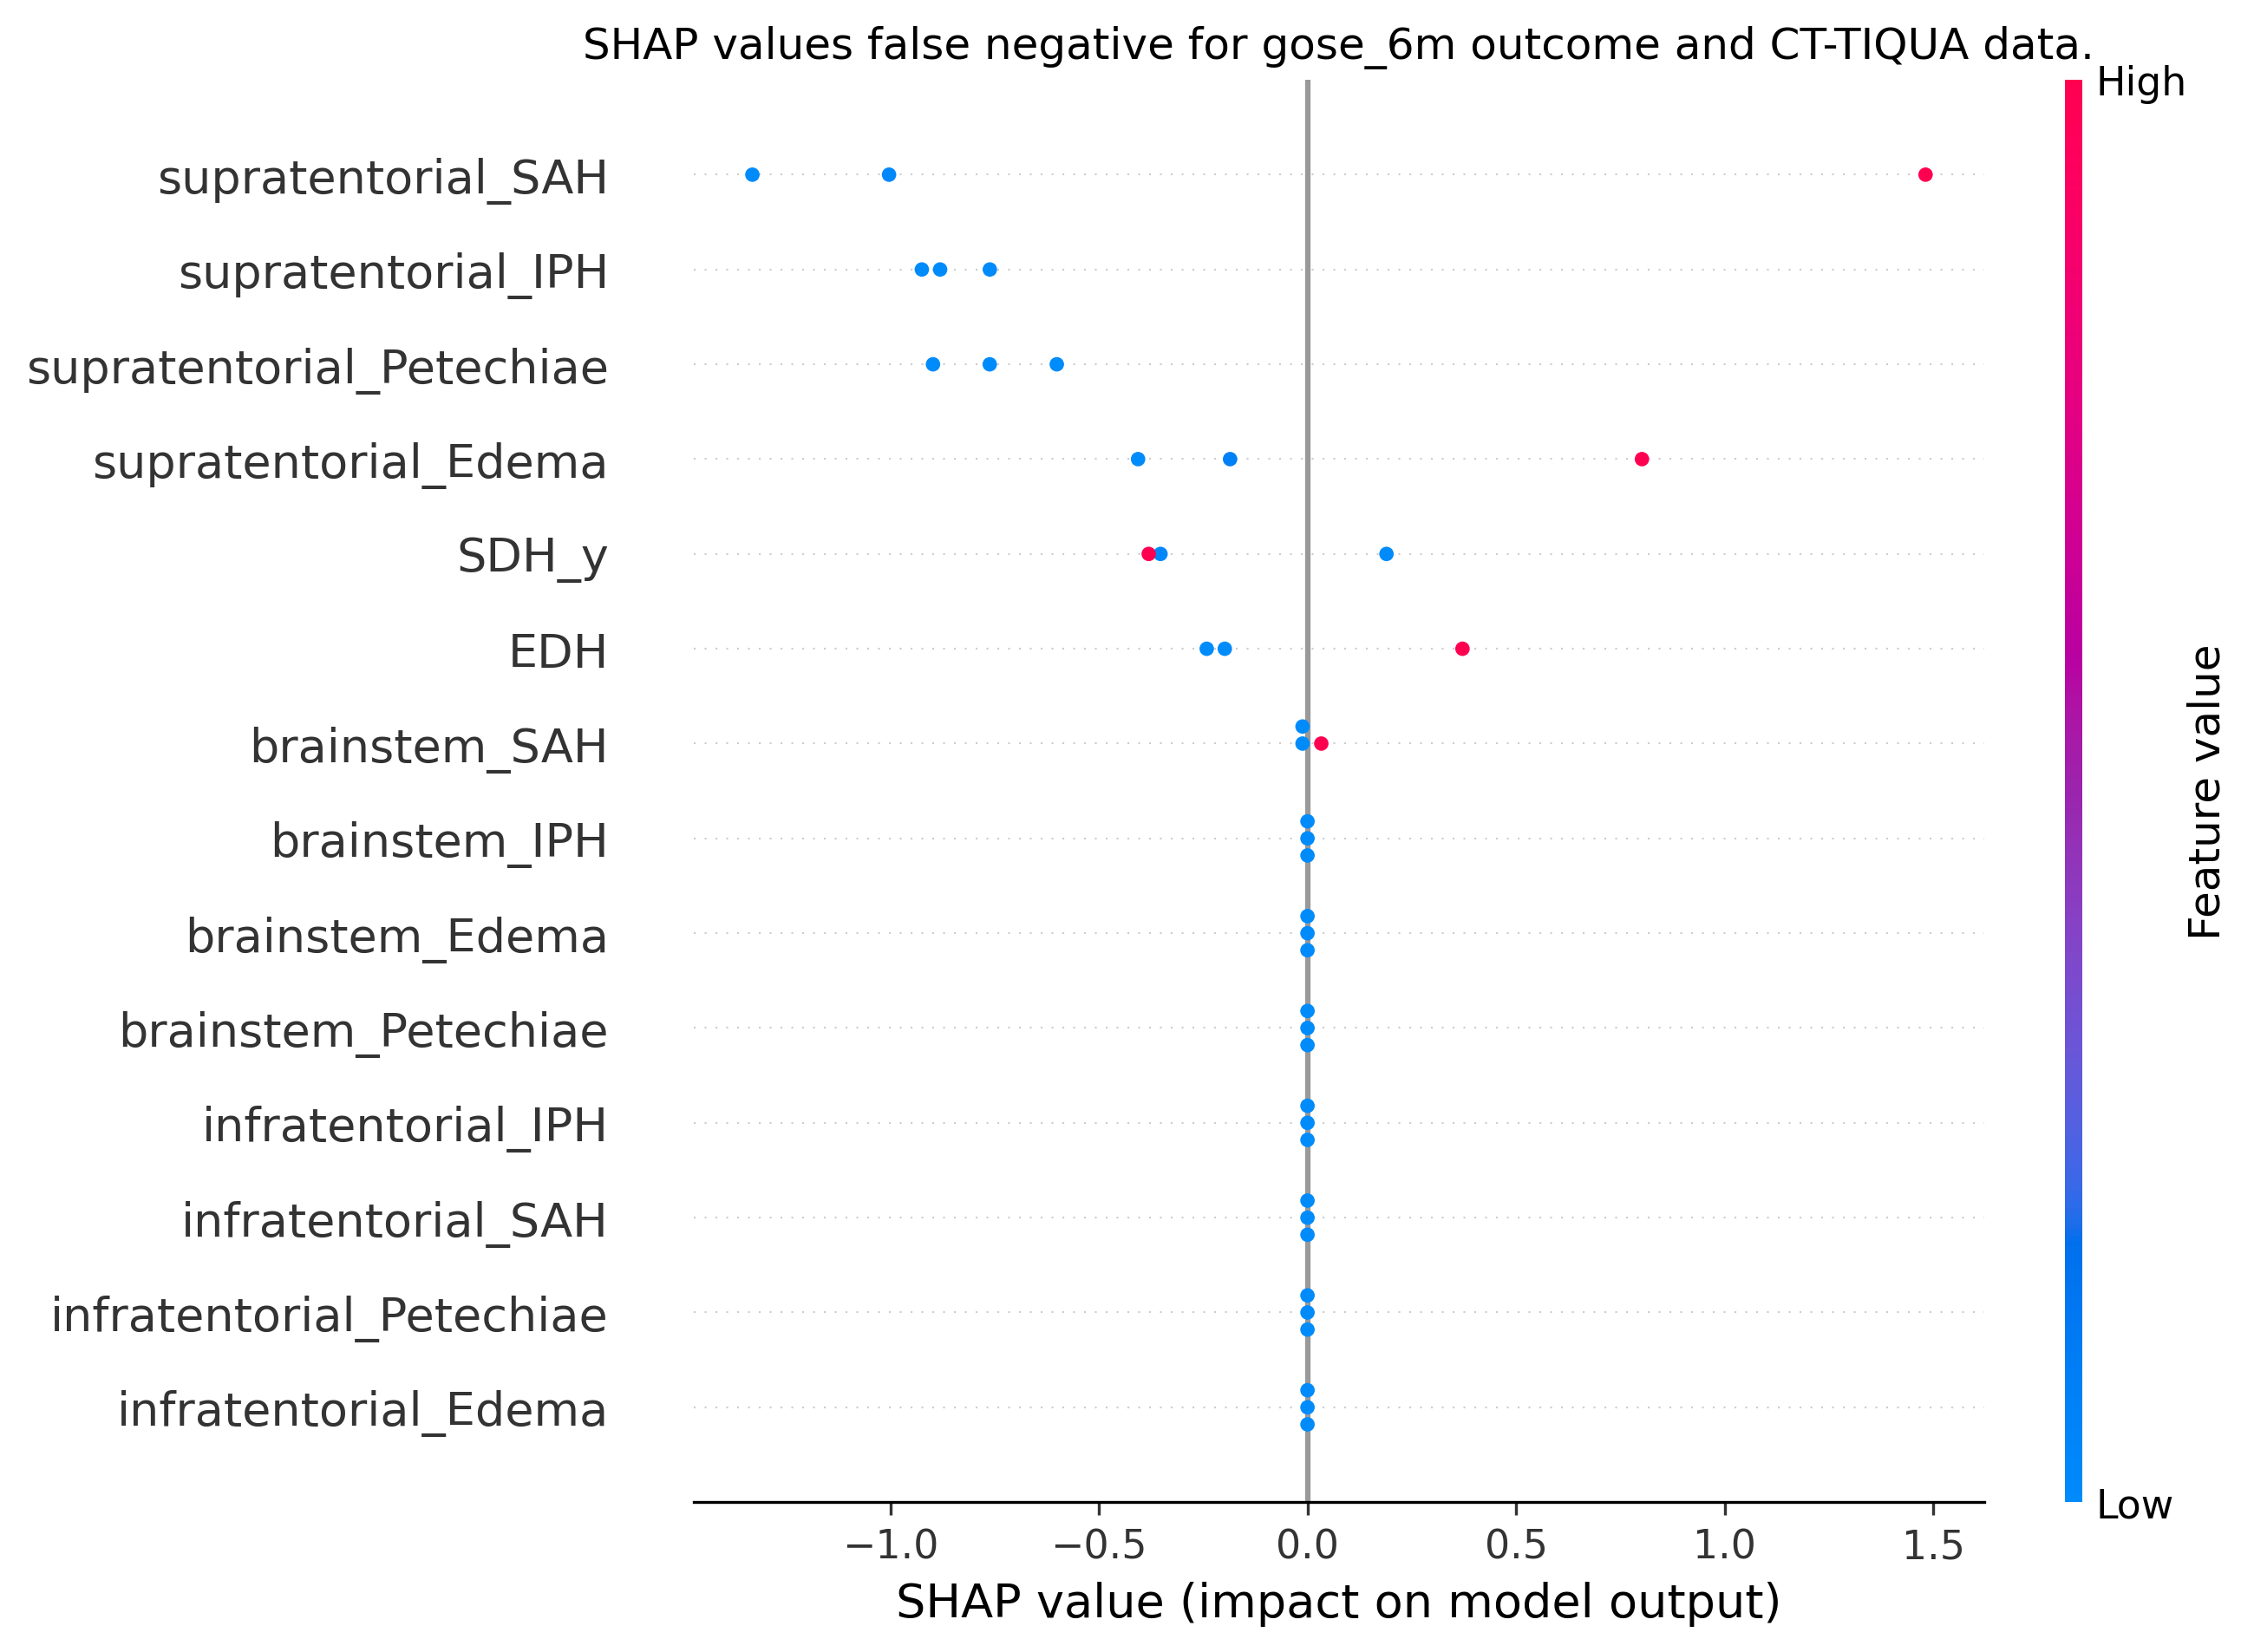 SHAP values false negative for gose_6m outcome and CT-TIQUA data.
High
supratentorial_SAH
supratentorial_IPH
supratentorial_Petechiae
supratentorial_Edema
SDH_y
EDH
brainstem_SAH
brainstem_IPH
brainstem_Edema
brainstem_Petechiae
infratentorial_IPH
infratentorial_SAH
infratentorial_Petechiae
infratentorial_Edema
Feature value
Low
−1.0 −0.5 0.0 0.5 1.0 1.5
SHAP value (impact on model output)